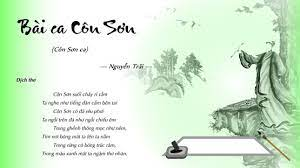 Bài ca Côn Sơn
(Côn Sơn ca)
— Nguyễn Trãi
Dịch thơ
Côn Sơn suối chảy rì rầm
Ta nghe như tiếng đàn cầm bên tai
Côn Sơn có đá rêu phơi
Ta ngồi trên đá như ngồi chiếu êm
Trong ghềnh thông mọc như nêm,
Tìm nơi bóng mát ta lên ta nằm
Trong rừng có bóng trúc râm,
Trong màu xanh mát ta ngâm thơ nhàn.